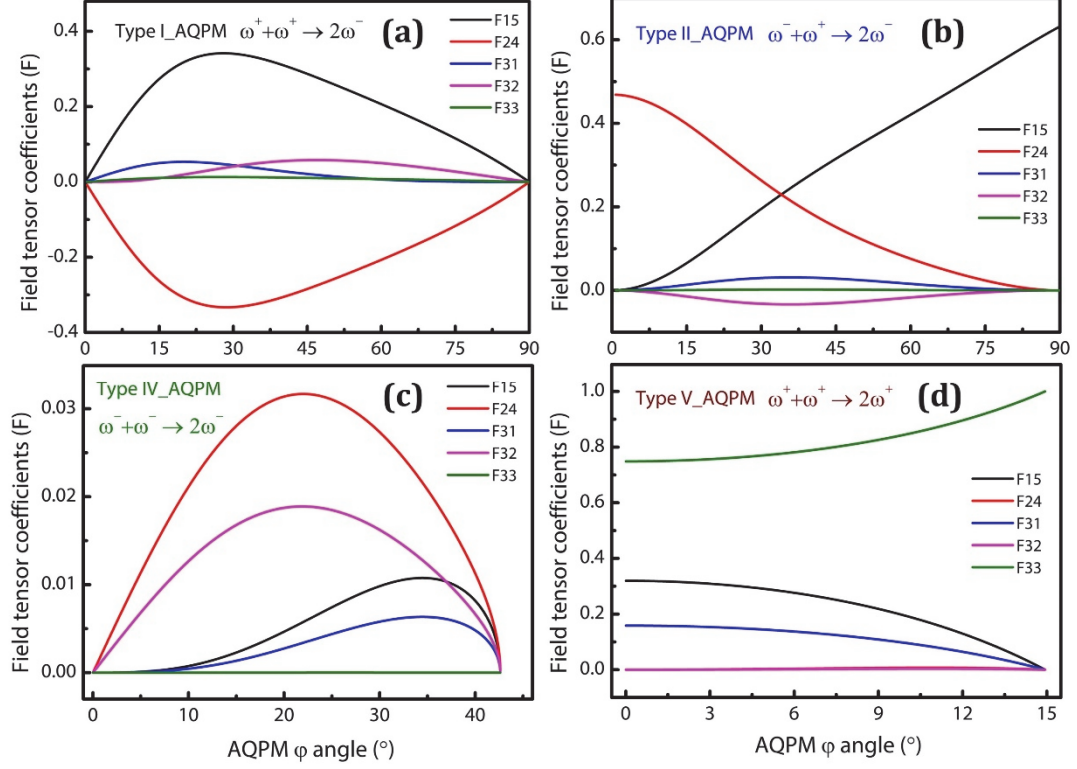 Type I_AQPM ω⁺+ω⁺ → 2ω⁻ (a)
F15
F24
F31
F32
F33
0.4
0.2
0.0
-0.2
-0.4
0 15 30 45 60 75 90
Field tensor coefficients (F)
Type II_AQPM ω⁻+ω⁺ → 2ω⁻ (b)
F15
F24
F31
F32
F33
0.6
0.4
0.2
0.0
0 15 30 45 60 75 90
Field tensor coefficients (F)
Type IV_AQPM
ω⁻+ω⁻ → 2ω⁻
(c)
F15
F24
F31
F32
F33
0.03
0.02
0.01
0.00
0 10 20 30 40
Field tensor coefficients (F)
AQPM φ angle (°)
Type V_AQPM ω⁺+ω⁺ → 2ω⁺ (d)
F15
F24
F31
F32
F33
1.0
0.8
0.6
0.4
0.2
0.0
0 3 6 9 12 15
Field tensor coefficients (F)
AQPM φ angle (°)